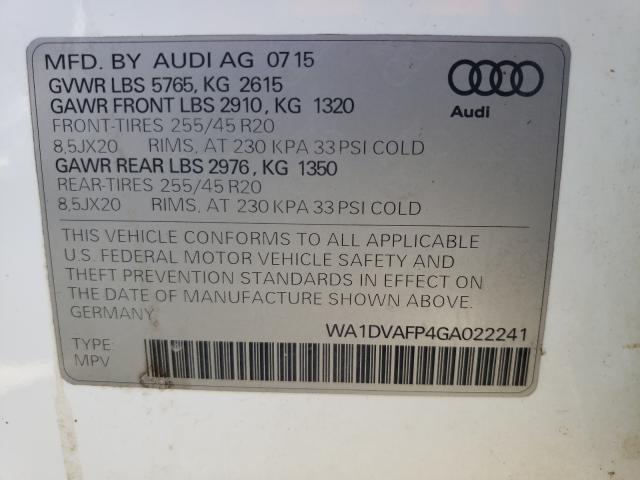 MFD. BY AUDI AG 07 15
GVWR LBS 5765, KG 2615
GAWR FRONT LBS 2910, KG 1320
FRONT-TIRES 255/45 R20
8,5JX20 RIMS, AT 230 KPA 33 PSI COLD
GAWR REAR LBS 2976, KG 1350
REAR-TIRES 255/45 R20
8,5JX20 RIMS, AT 230 KPA 33 PSI COLD
Audi
THIS VEHICLE CONFORMS TO ALL APPLICABLE
U.S. FEDERAL MOTOR VEHICLE SAFETY AND
THEFT PREVENTION STANDARDS IN EFFECT ON
THE DATE OF MANUFACTURE SHOWN ABOVE.
GERMANY
WA1DVAFP4GA022241
TYPE:
MPV